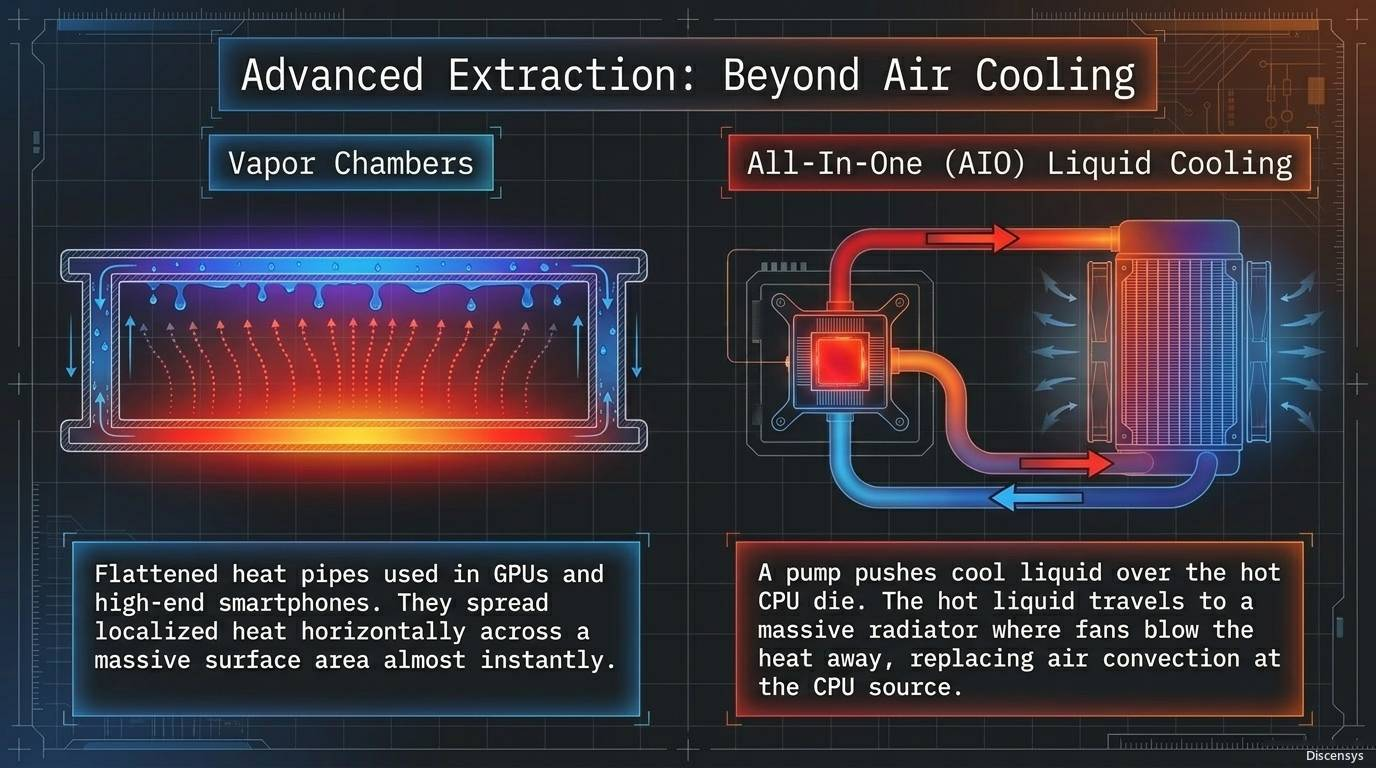 Advanced Extraction: Beyond Air Cooling
Vapor Chambers
Flattened heat pipes used in GPUs and
high-end smartphones. They spread
localized heat horizontally across a
massive surface area almost instantly.
All-In-One (AIO) Liquid Cooling
A pump pushes cool liquid over the hot
CPU die. The hot liquid travels to a
massive radiator where fans blow the
heat away, replacing air convection at
the CPU source.
Discensys